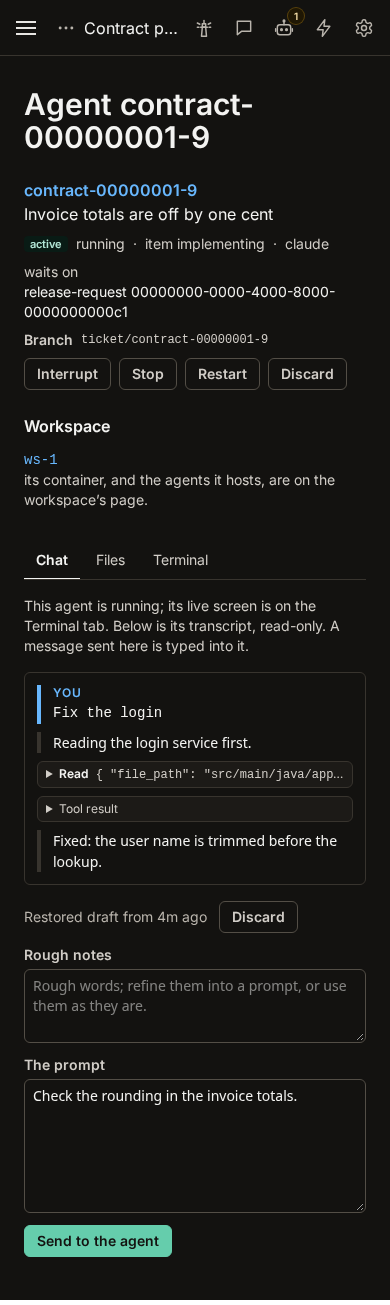 Contract p...
1
Agent contract-
00000001-9
contract-00000001-9
Invoice totals are off by one cent
active running · item implementing · claude
waits on
release-request 00000000-0000-4000-8000-
0000000000c1
Branch ticket/contract-00000001-9
Interrupt Stop Restart Discard
Workspace
ws-1
its container, and the agents it hosts, are on the
workspace’s page.
Chat Files Terminal
This agent is running; its live screen is on the
Terminal tab. Below is its transcript, read-only. A
message sent here is typed into it.
YOU
Fix the login
Reading the login service first.
Read { "file_path": "src/main/java/app...
Tool result
Fixed: the user name is trimmed before the
lookup.
Restored draft from 4m ago Discard
Rough notes
Rough words; refine them into a prompt, or use
them as they are.
The prompt
Check the rounding in the invoice totals.
Send to the agent